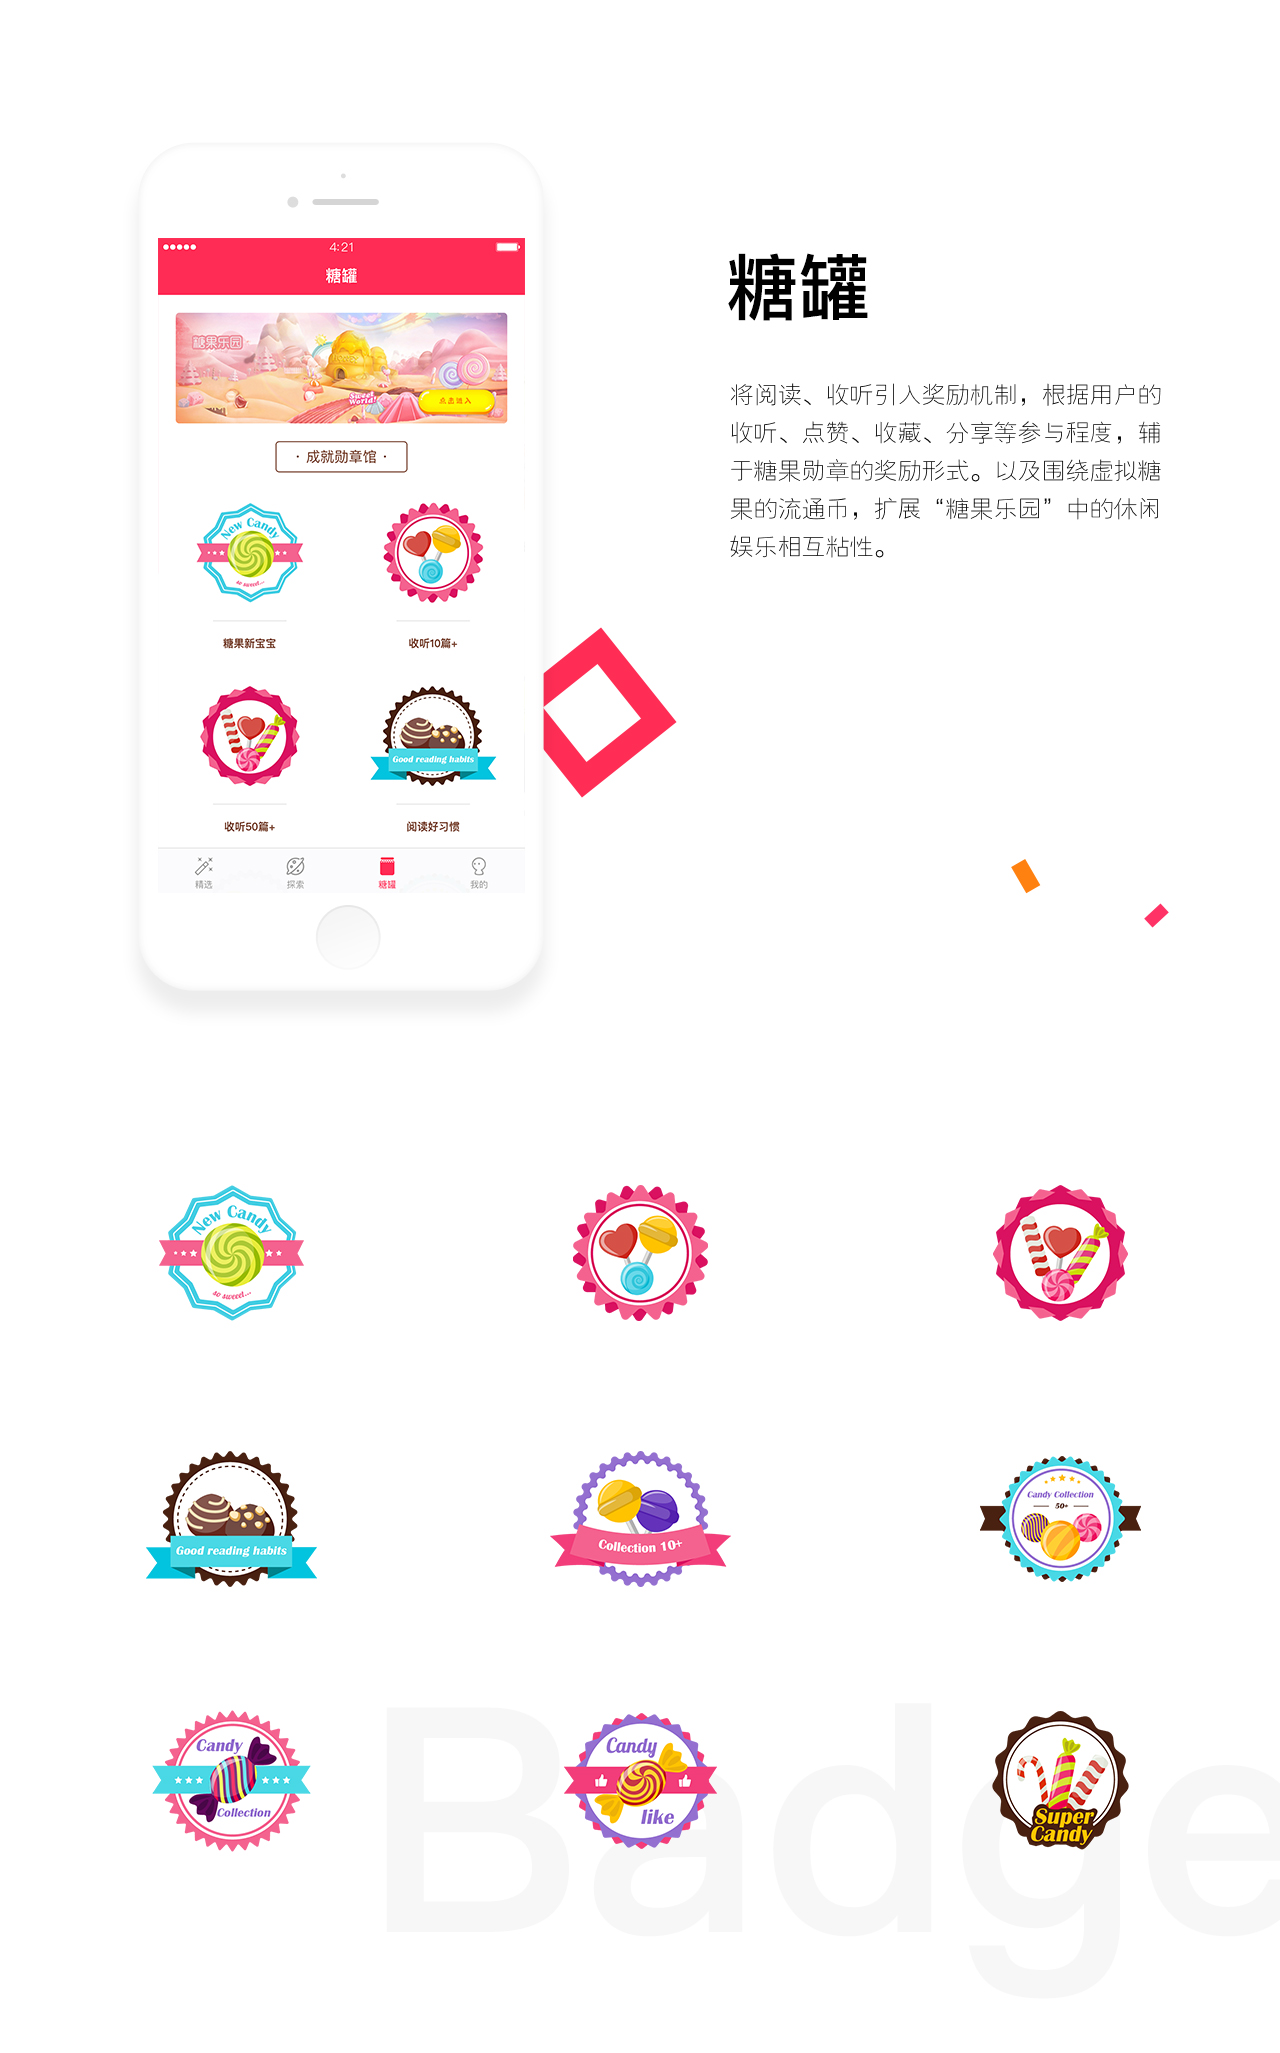 4:21
糖罐
糖果乐园
Sweet
World!
点击进入
· 成就勋章馆 ·
New Candy
so sweet...
糖果新宝宝
收听10篇+
Good reading habits
收听50篇+
阅读好习惯
精选
探索
糖罐
我的
糖罐
将阅读、收听引入奖励机制，根据用户的
收听、点赞、收藏、分享等参与程度，辅
于糖果勋章的奖励形式。以及围绕虚拟糖
果的流通币，扩展“糖果乐园”中的休闲
娱乐相互粘性。
New Candy
so sweeet...
Good reading habits
Collection 10+
Candy Collection
50+
Candy
Collection
Candy
like
Super
Candy
Badge